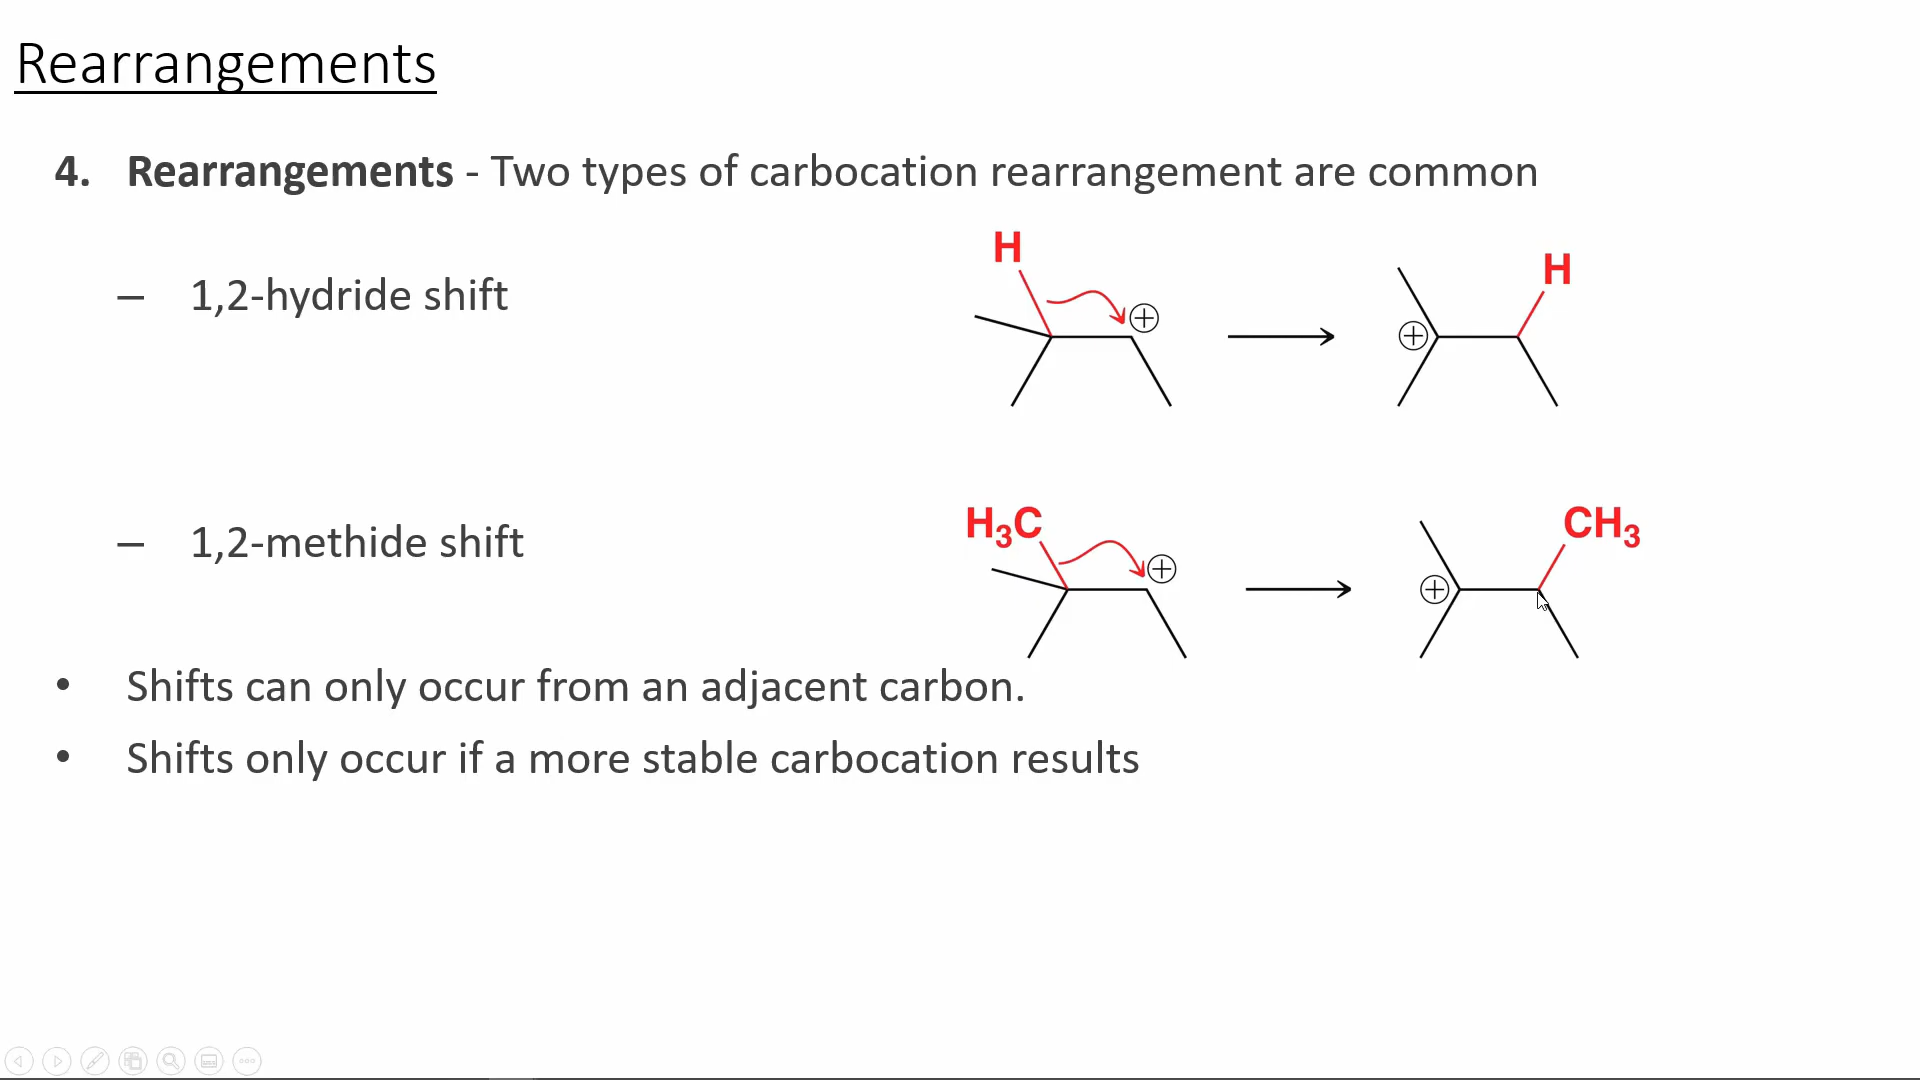 Rearrangements
4. Rearrangements - Two types of carbocation rearrangement are common
– 1,2-hydride shift
H
⊕
⊕
H
– 1,2-methide shift
H₃C
⊕
⊕
CH₃
• Shifts can only occur from an adjacent carbon.
• Shifts only occur if a more stable carbocation results